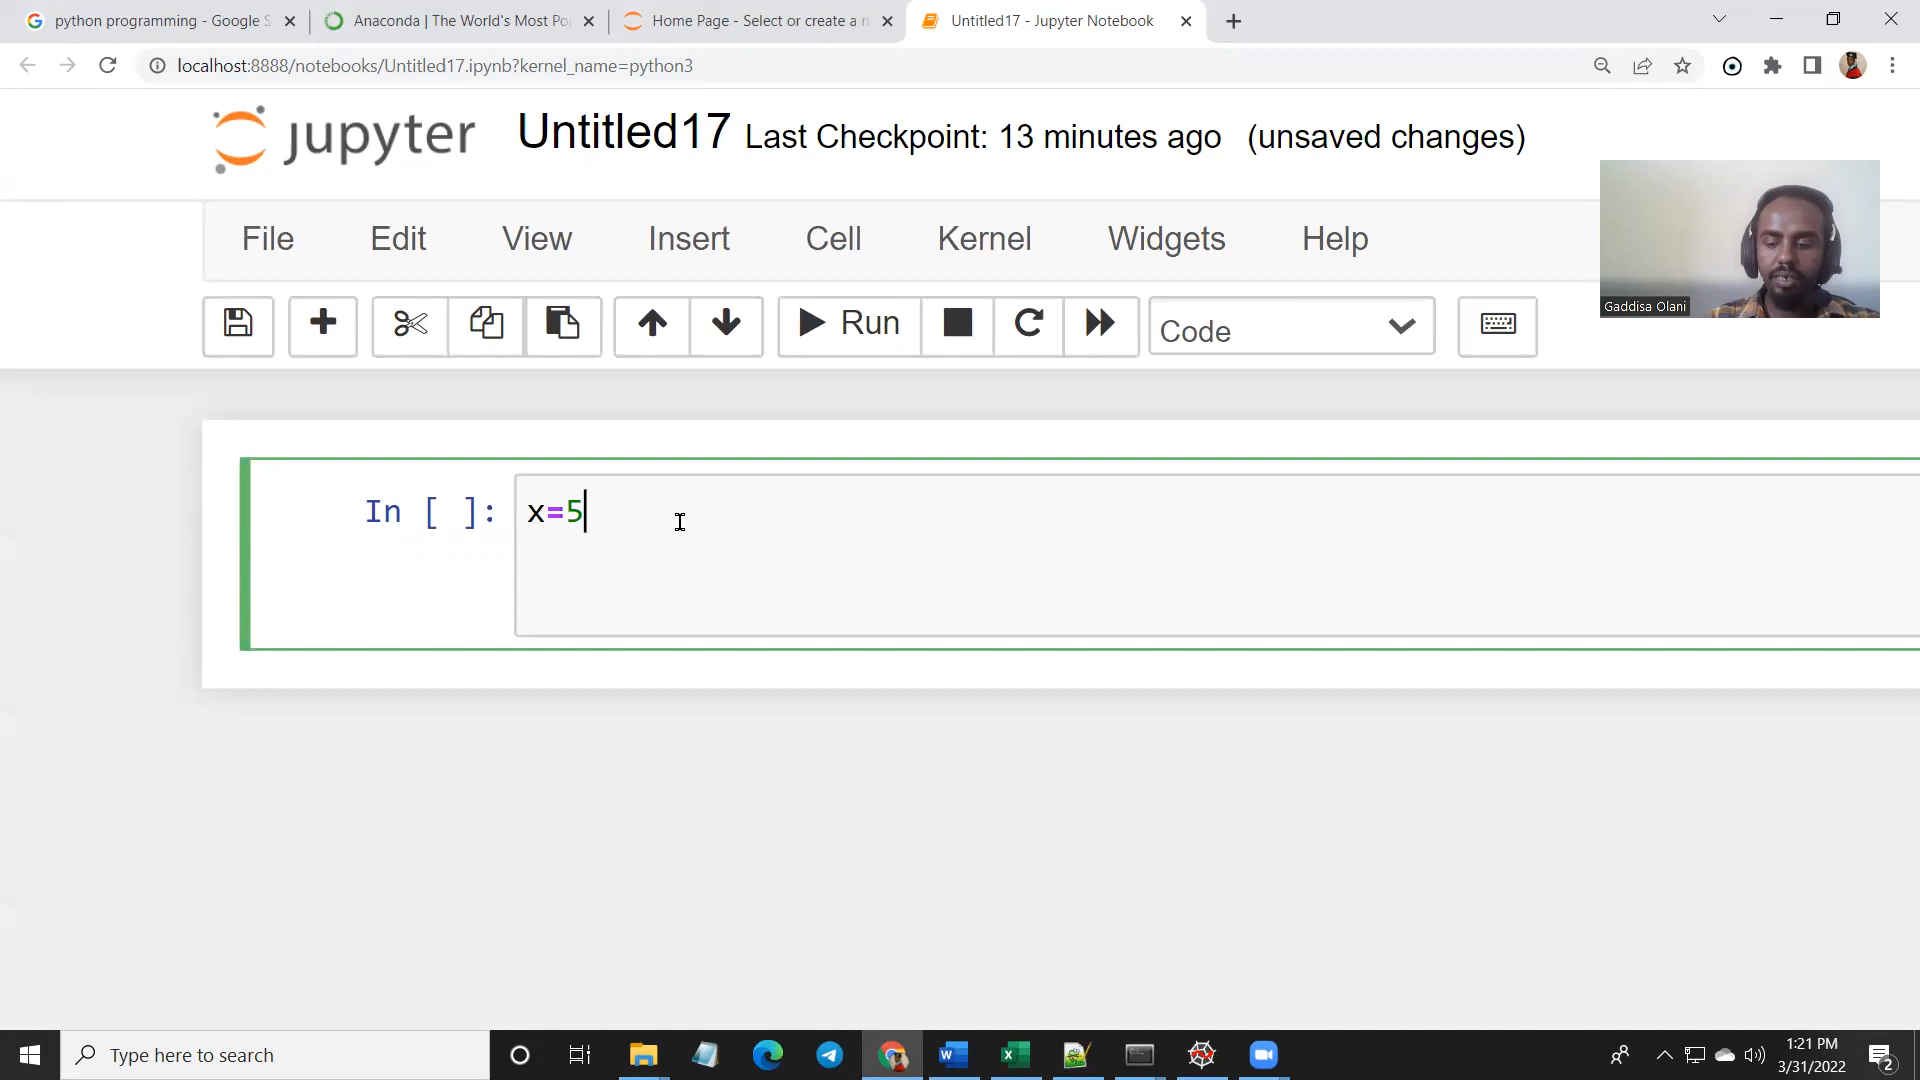 python programming - Google S
Anaconda | The World's Most Po
Home Page - Select or create a n
Untitled17 - Jupyter Notebook
localhost:8888/notebooks/Untitled17.ipynb?kernel_name=python3
jupyter
Untitled17 Last Checkpoint: 13 minutes ago (unsaved changes)
Gaddisa Olani
File Edit View Insert Cell Kernel Widgets Help
Run
Code
In [ ]: x=5
Type here to search
1:21 PM
3/31/2022
2